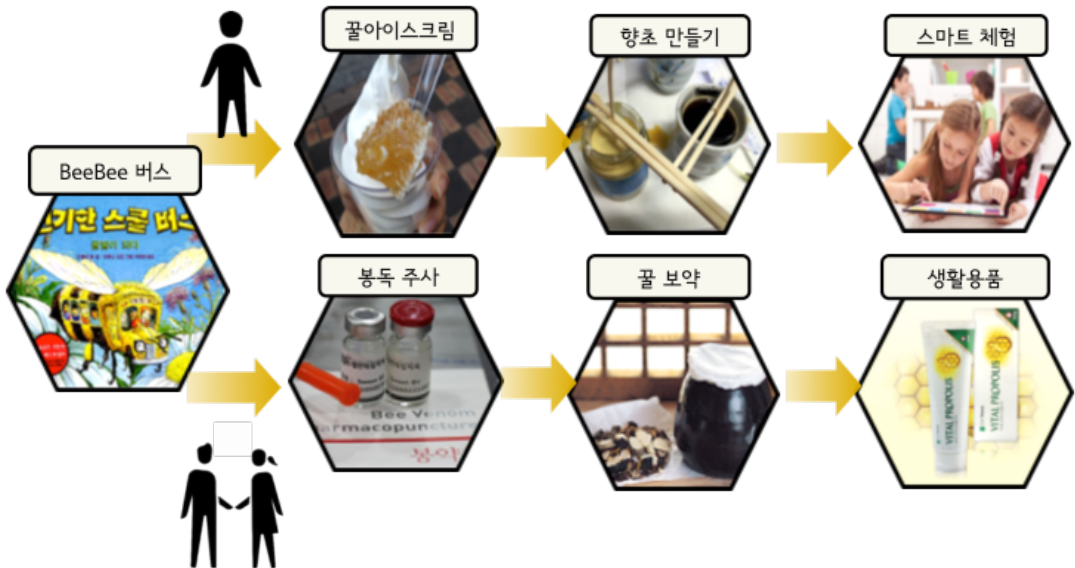 꿀아이스크림
향초 만들기
스마트 체험
BeeBee 버스
신기한 스쿨 버스
꿀벌이 되다
봉독 주사
꿀 보약
생활용품
Bee Venom
armacopuncture
봉약
VITAL PROPOLIS
VITAL PROPOLIS